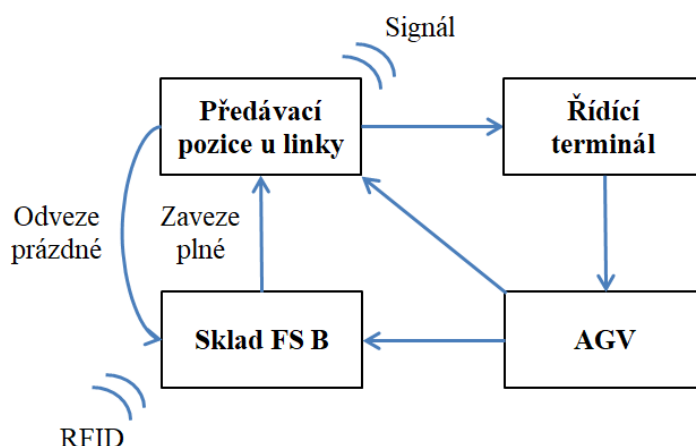 Signál
Předávací
pozice u linky
Řídící
terminál
Odveze
prázdné
Zaveze
plné
Sklad FS B
AGV
RFID